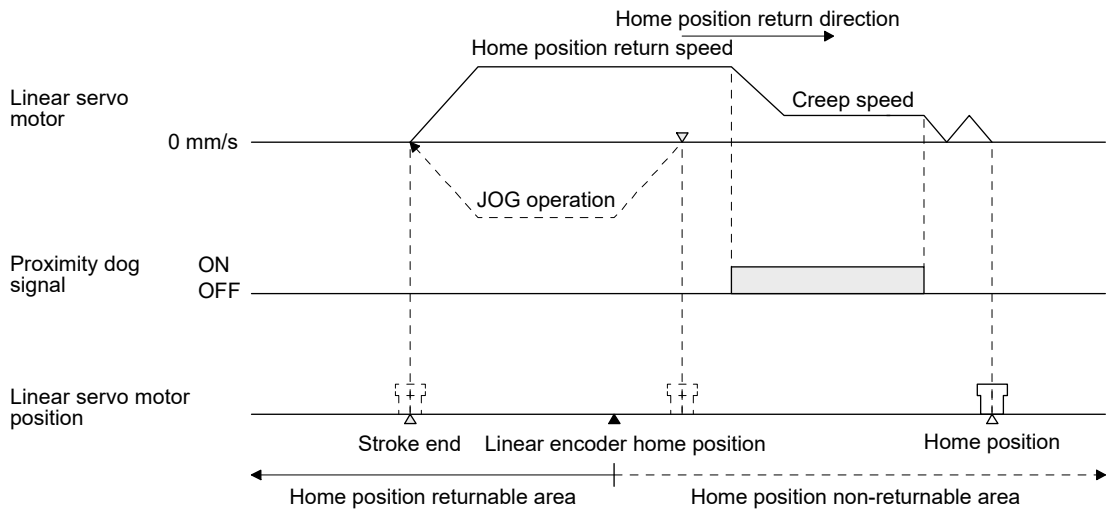 Home position return direction
Home position return speed
Linear servo
motor
Creep speed
0 mm/s
JOG operation
Proximity dog
signal
ON
OFF
Linear servo motor
position
Stroke end
Linear encoder home position
Home position
Home position returnable area
Home position non-returnable area